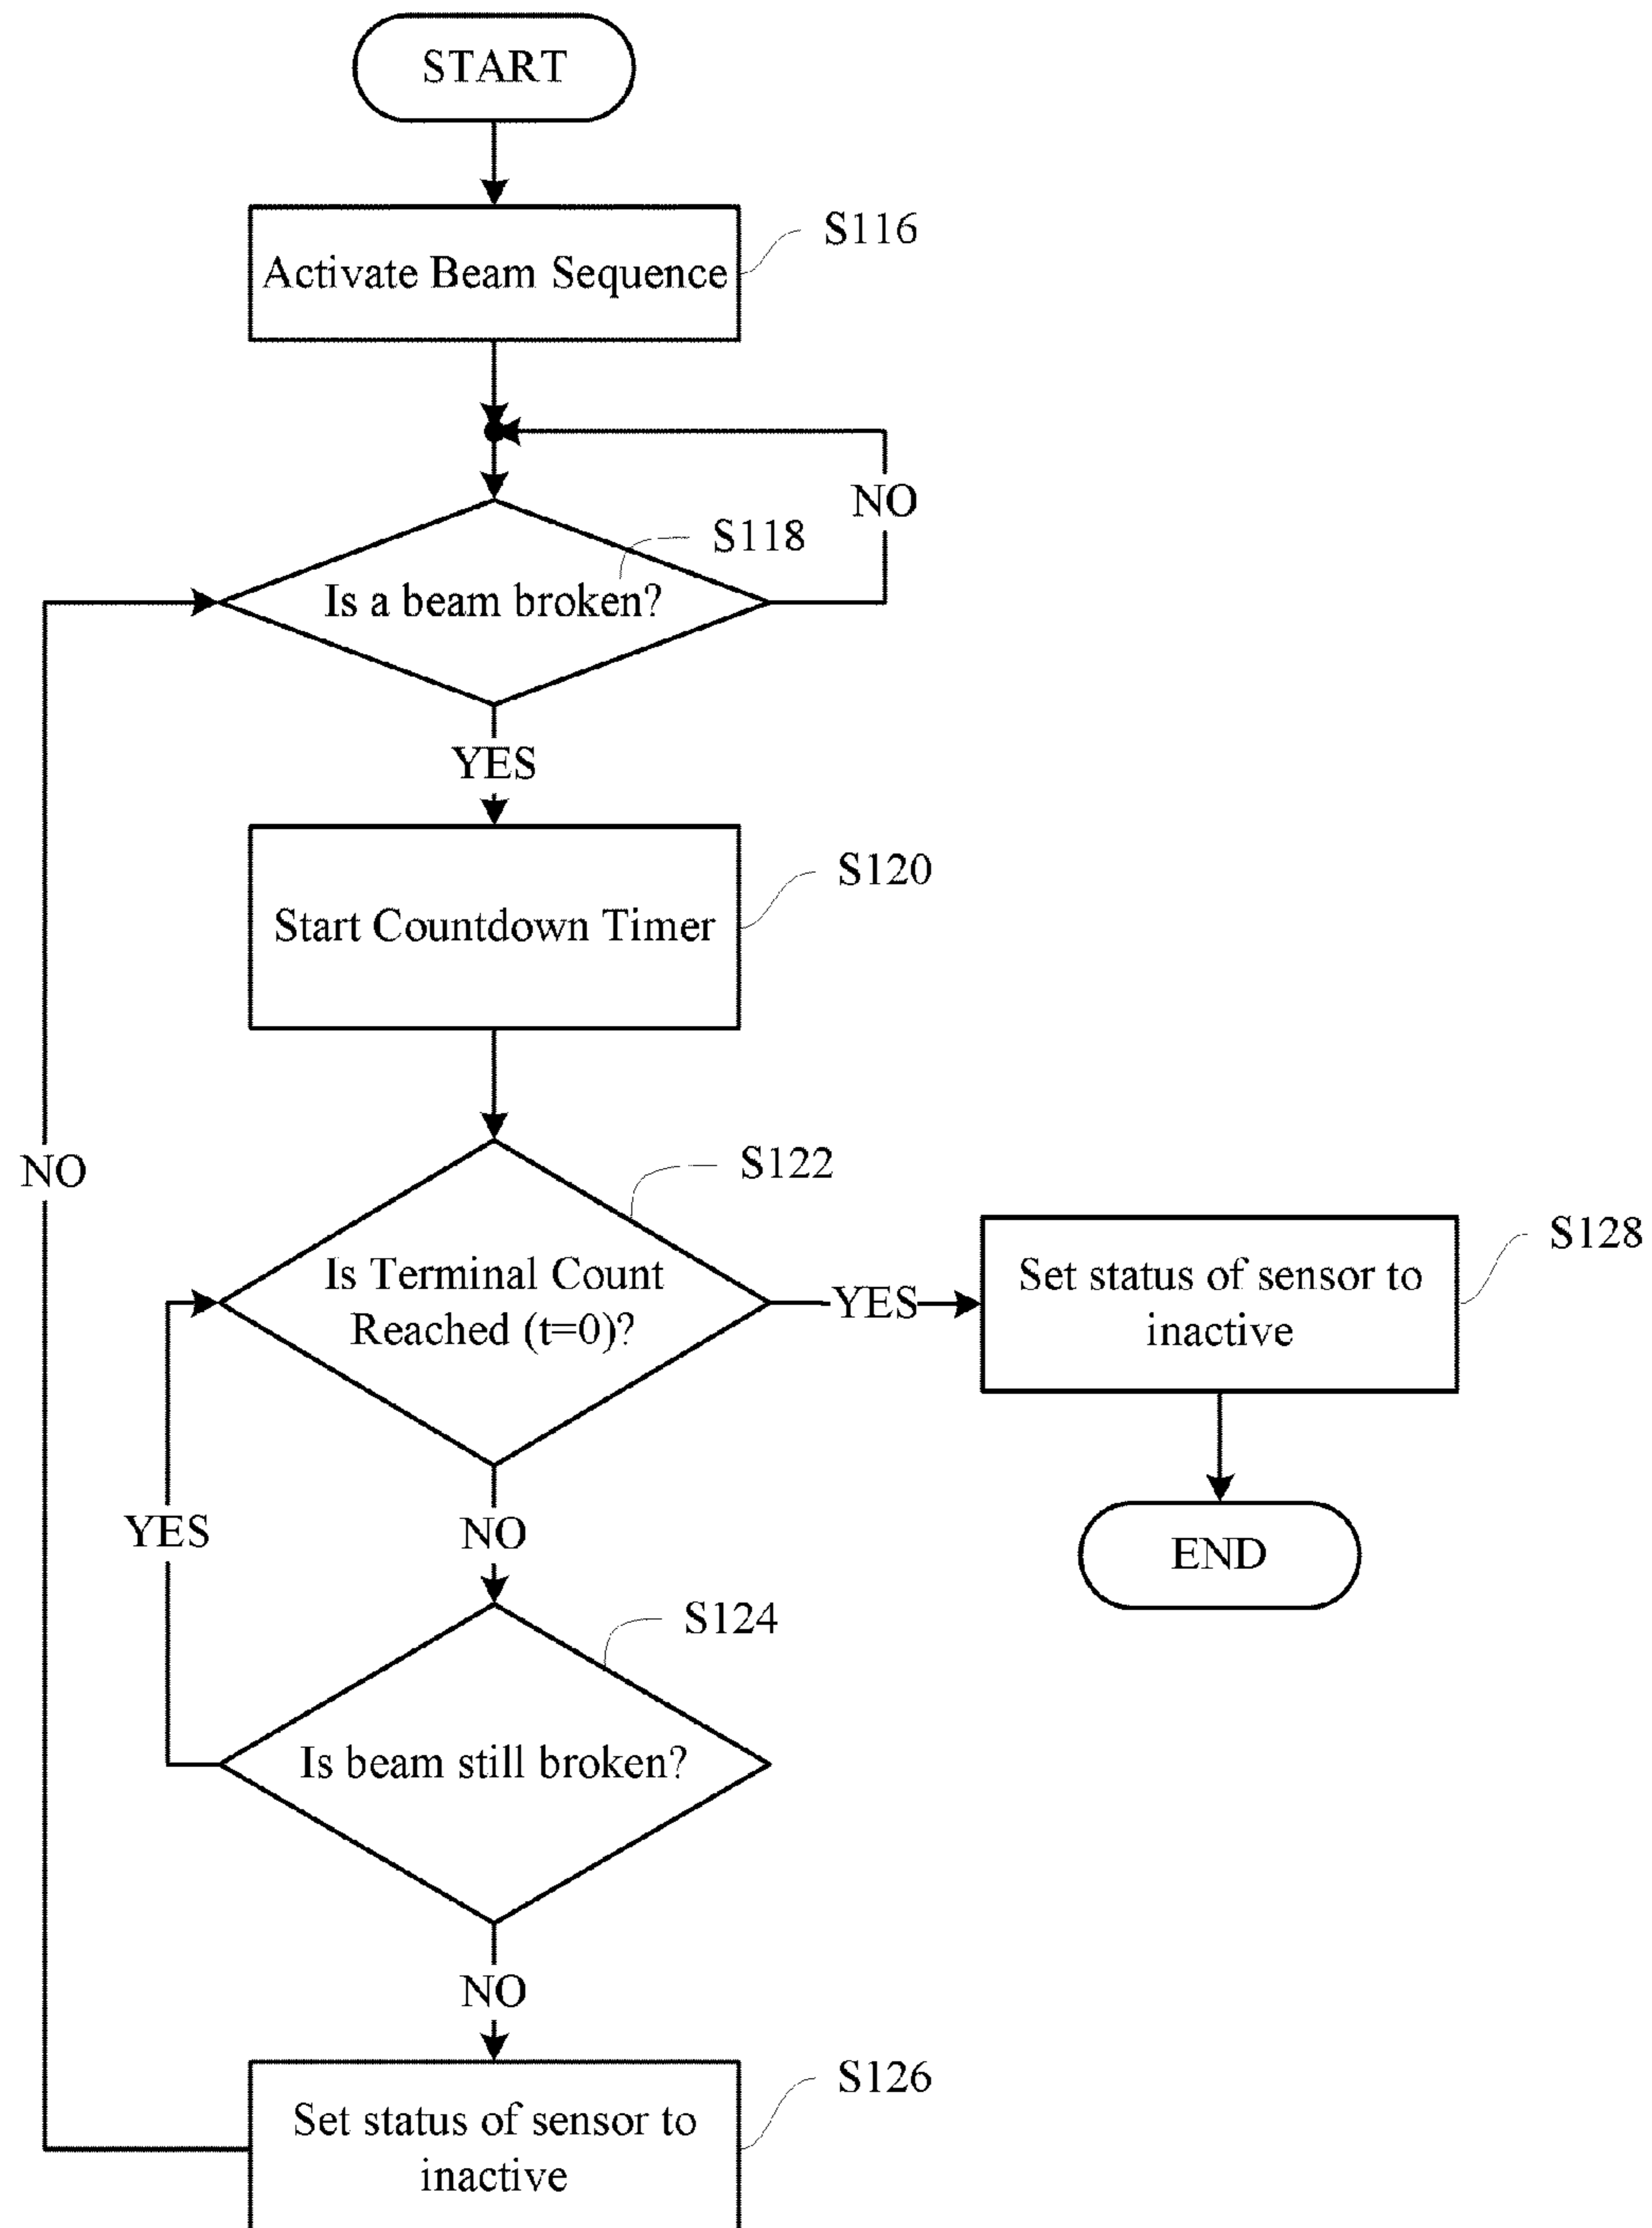 START
Activate Beam Sequence
S116
NO
S118
Is a beam broken?
YES
S120
Start Countdown Timer
NO
S122
Is Terminal Count
Reached (t=0)?
YES
S128
Set status of sensor to
inactive
YES
NO
END
S124
Is beam still broken?
NO
S126
Set status of sensor to
inactive